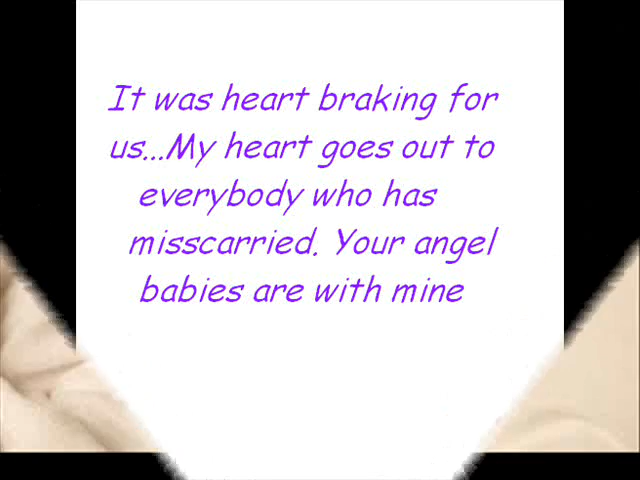 It was heart braking for
us...My heart goes out to
everybody who has
misscarried. Your angel
babies are with mine